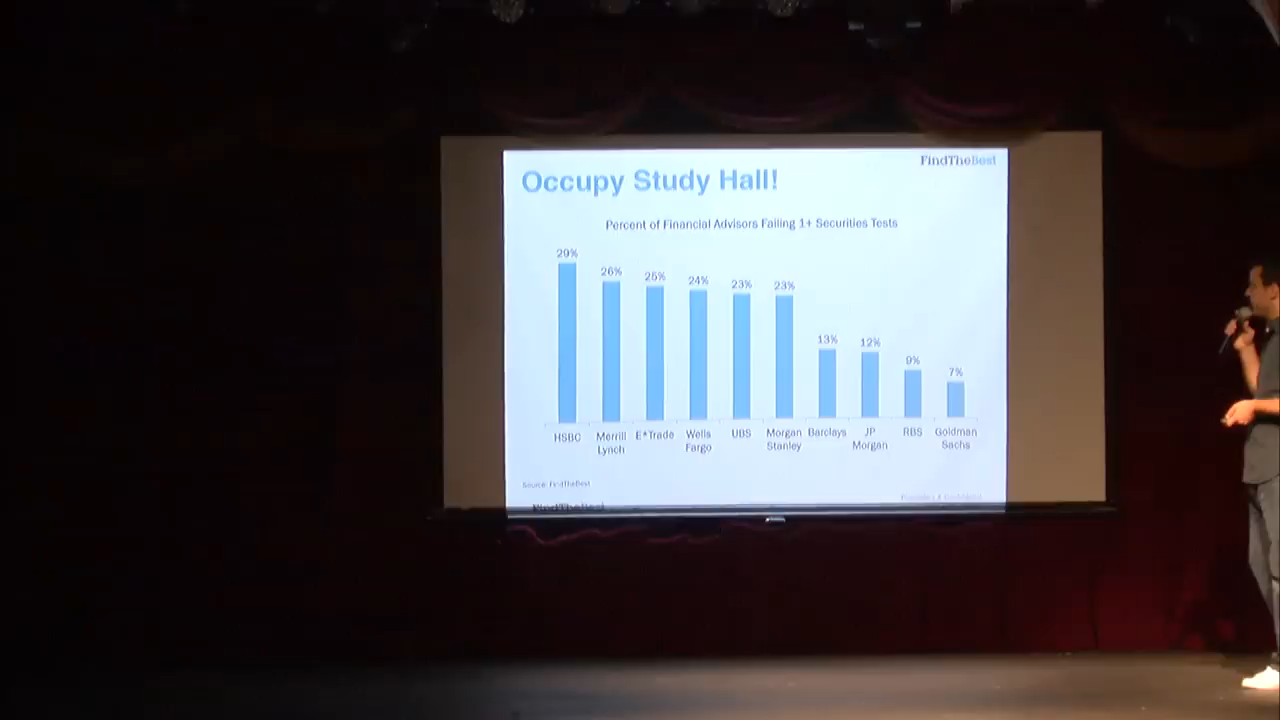 FindTheBest
Occupy Study Hall!
Percent of Financial Advisors Failing 1+ Securities Tests
29%
26%
25%
24%
23%
23%
13%
12%
9%
7%
HSBC
Merrill Lynch
E*Trade
Wells Fargo
UBS
Morgan Stanley
Barclays
JP Morgan
RBS
Goldman Sachs
Source: FindTheBest
Proprietary & Confidential
FindTheBest